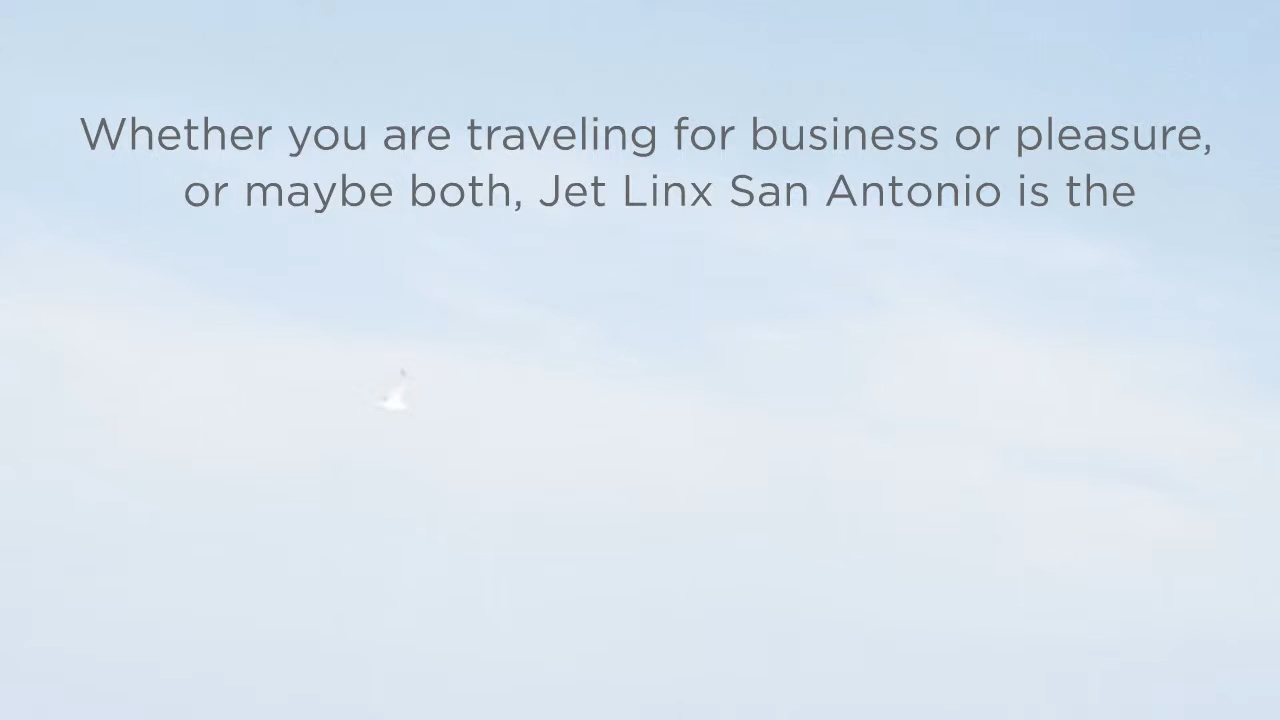 Whether you are traveling for business or pleasure,
or maybe both, Jet Linx San Antonio is the